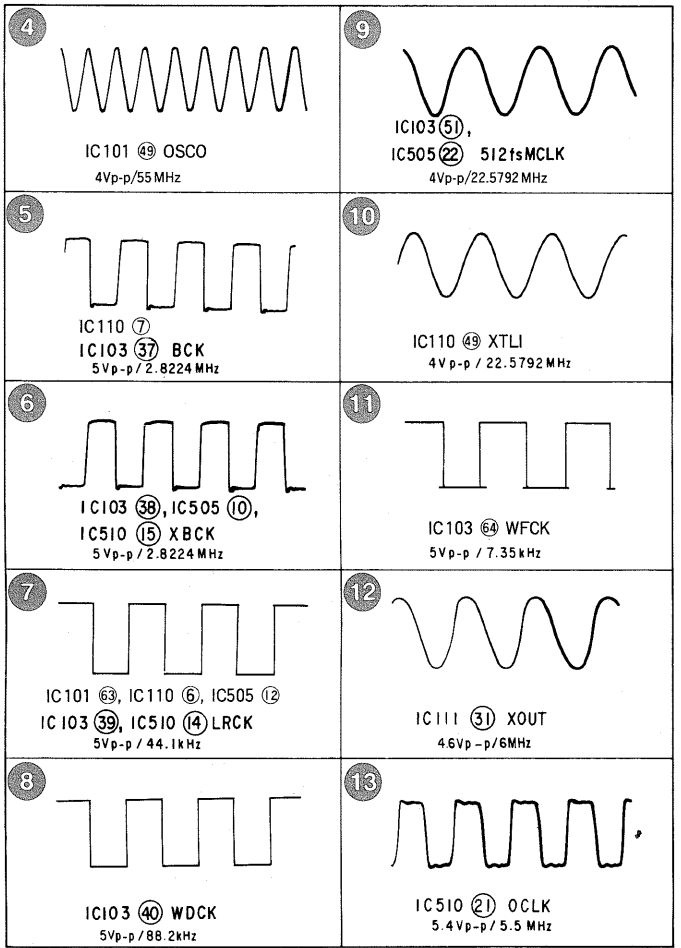 4
IC101 ㊾ OSCO
4Vp-p/55MHz
5
IC110 ⑦
IC103 ㊲ BCK
5Vp-p/2.8224MHz
6
IC103 ㊳, IC505 ⑩,
IC510 ⑮ XBCK
5Vp-p/2.8224MHz
7
IC101 (63), IC110 ⑥, IC505 ⑫
IC103 ㊴, IC510 ⑭ LRCK
5Vp-p/44.1kHz
8
IC103 ㊵ WDCK
5Vp-p/88.2kHz
9
IC103 (51),
IC505 ㉒ 512fsMCLK
4Vp-p/22.5792MHz
10
IC110 ㊾ XTLI
4Vp-p/22.5792MHz
11
IC103 (64) WFCK
5Vp-p/7.35kHz
12
IC111 ㉛ XOUT
4.6Vp-p/6MHz
13
IC510 ㉑ OCLK
5.4Vp-p/5.5MHz